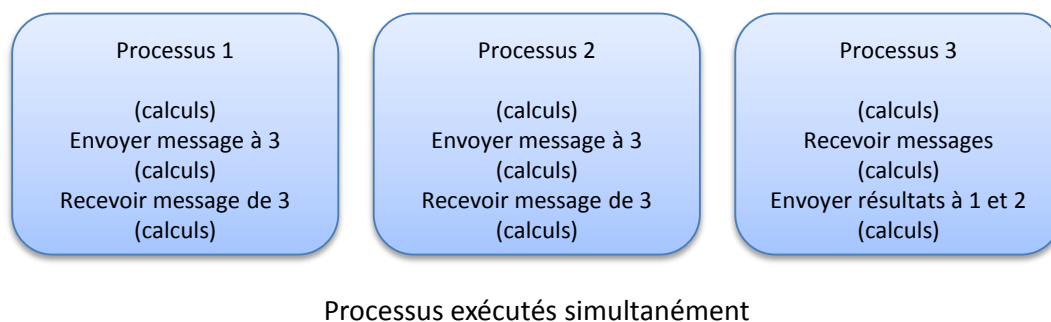 Processus 1
(calculs)
Envoyer message à 3
(calculs)
Recevoir message de 3
(calculs)
Processus 2
(calculs)
Envoyer message à 3
(calculs)
Recevoir message de 3
(calculs)
Processus 3
(calculs)
Recevoir messages
(calculs)
Envoyer résultats à 1 et 2
(calculs)
Processus exécutés simultanément